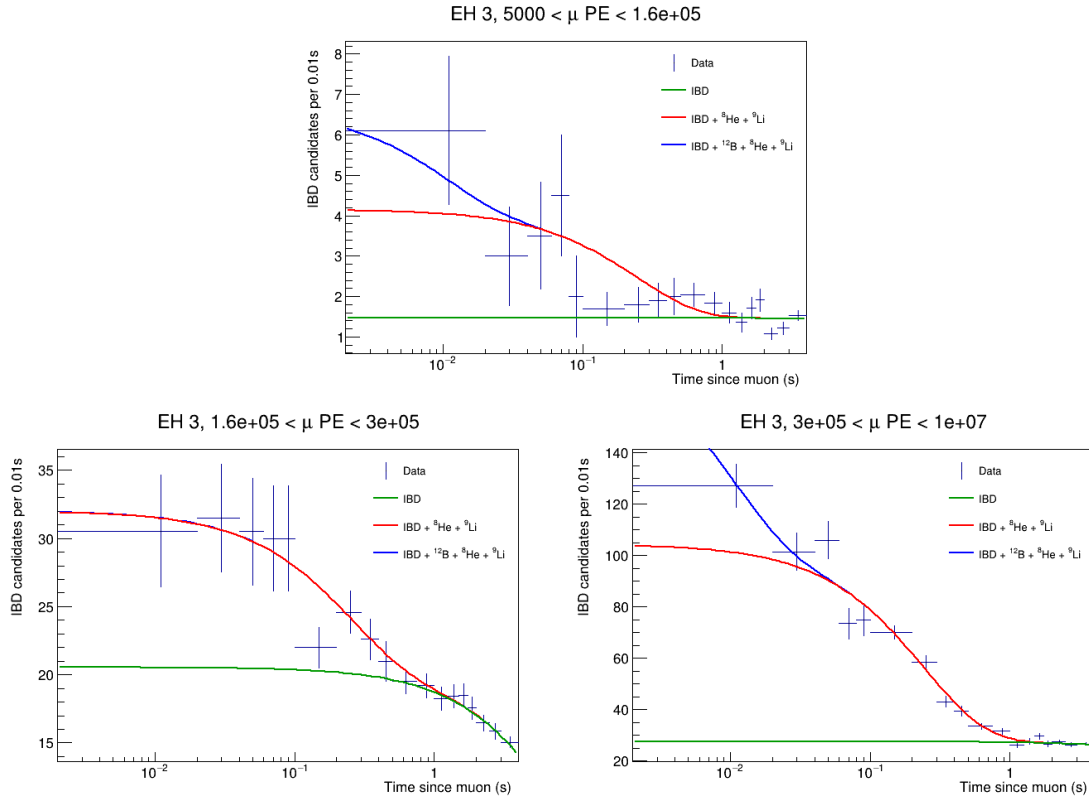 EH 3, 5000 < μ PE < 1.6e+05
IBD candidates per 0.01s
8
7
6
5
4
3
2
1
Data
IBD
IBD + ⁸He + ⁹Li
IBD + ¹²B + ⁸He + ⁹Li
10⁻²
10⁻¹
1
Time since muon (s)
EH 3, 1.6e+05 < μ PE < 3e+05
IBD candidates per 0.01s
35
30
25
20
15
Data
IBD
IBD + ⁸He + ⁹Li
IBD + ¹²B + ⁸He + ⁹Li
10⁻²
10⁻¹
1
Time since muon (s)
EH 3, 3e+05 < μ PE < 1e+07
IBD candidates per 0.01s
140
120
100
80
60
40
20
Data
IBD
IBD + ⁸He + ⁹Li
IBD + ¹²B + ⁸He + ⁹Li
10⁻²
10⁻¹
1
Time since muon (s)